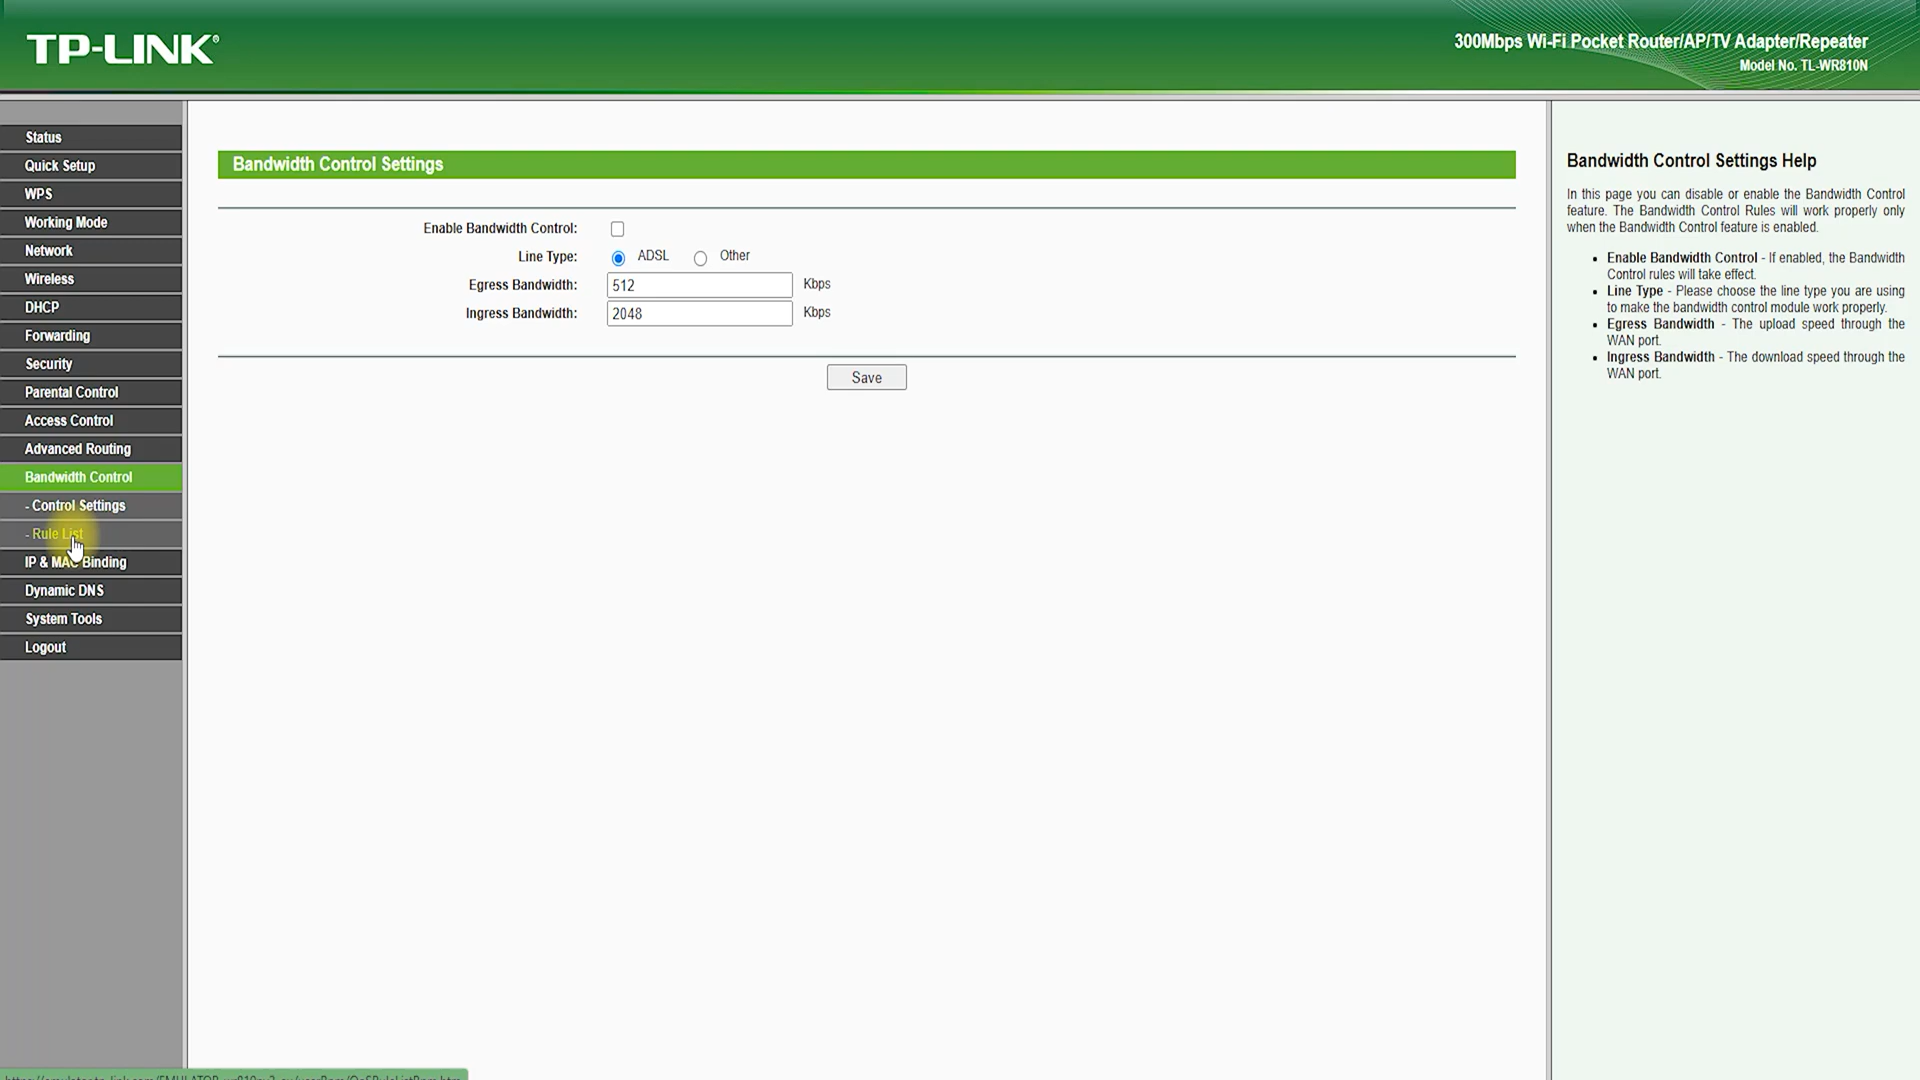 TP-LINK®
300Mbps Wi-Fi Pocket Router/AP/TV Adapter/Repeater
Model No. TL-WR810N
Status
Quick Setup
WPS
Working Mode
Network
Wireless
DHCP
Forwarding
Security
Parental Control
Access Control
Advanced Routing
Bandwidth Control
- Control Settings
- Rule List
IP & MAC Binding
Dynamic DNS
System Tools
Logout
Bandwidth Control Settings
Enable Bandwidth Control:
Line Type: ADSL Other
Egress Bandwidth: 512 Kbps
Ingress Bandwidth: 2048 Kbps
Save
Bandwidth Control Settings Help
In this page you can disable or enable the Bandwidth Control
feature. The Bandwidth Control Rules will work properly only
when the Bandwidth Control feature is enabled.
• Enable Bandwidth Control - If enabled, the Bandwidth
Control rules will take effect.
• Line Type - Please choose the line type you are using
to make the bandwidth control module work properly.
• Egress Bandwidth - The upload speed through the
WAN port.
• Ingress Bandwidth - The download speed through the
WAN port.